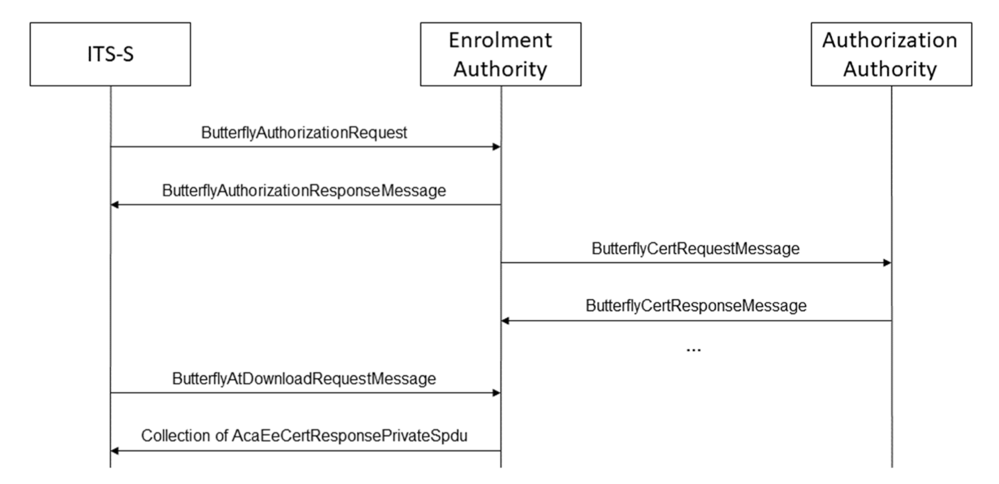 ITS-S
Enrolment
Authority
Authorization
Authority
ButterflyAuthorizationRequest
ButterflyAuthorizationResponseMessage
ButterflyCertRequestMessage
ButterflyCertResponseMessage
...
ButterflyAtDownloadRequestMessage
Collection of AcaEeCertResponsePrivateSpdu